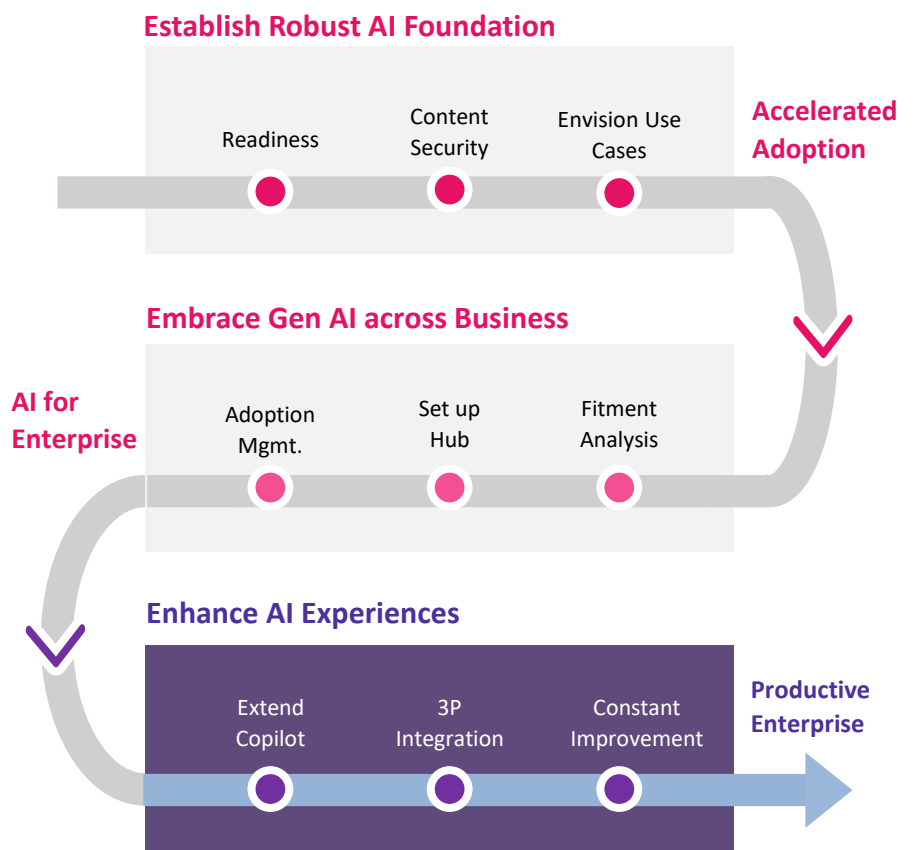 Establish Robust AI Foundation
Readiness
Content
Security
Envision Use
Cases
Accelerated
Adoption
Embrace Gen AI across Business
AI for
Enterprise
Adoption
Mgmt.
Set up
Hub
Fitment
Analysis
Enhance AI Experiences
Extend
Copilot
3P
Integration
Constant
Improvement
Productive
Enterprise